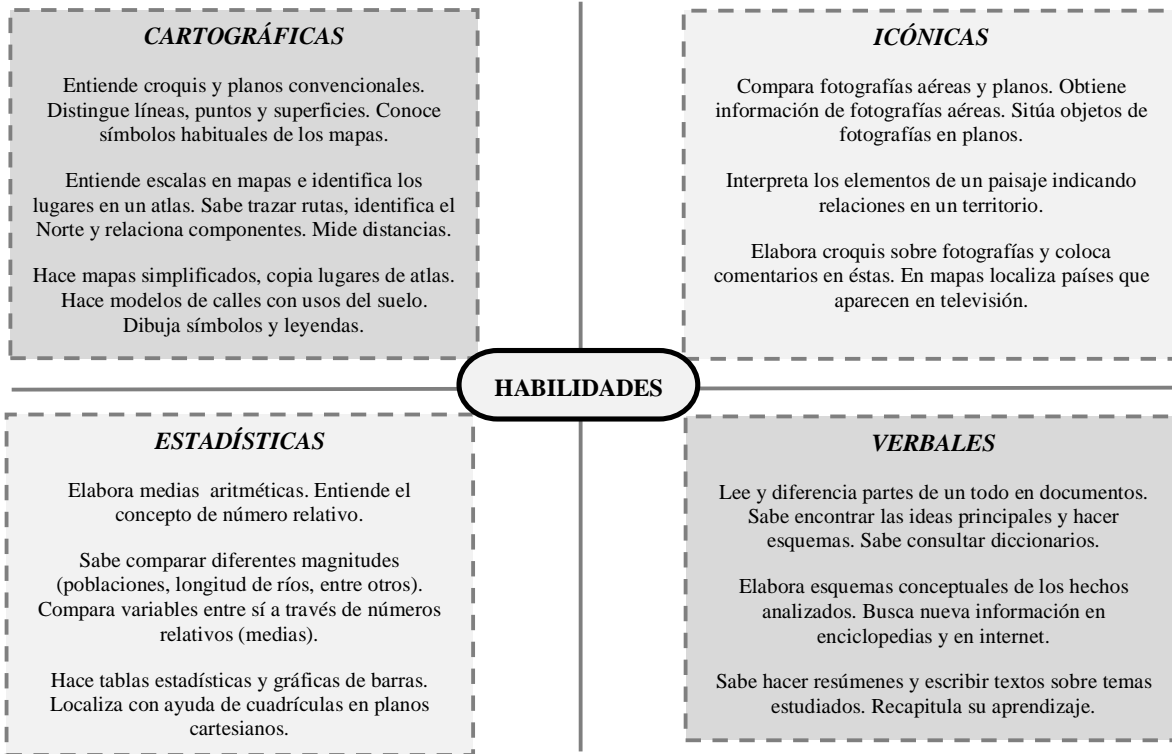 CARTOGRÁFICAS
Entiende croquis y planos convencionales.
Distingue líneas, puntos y superficies. Conoce
símbolos habituales de los mapas.
Entiende escalas en mapas e identifica los
lugares en un atlas. Sabe trazar rutas, identifica el
Norte y relaciona componentes. Mide distancias.
Hace mapas simplificados, copia lugares de atlas.
Hace modelos de calles con usos del suelo.
Dibuja símbolos y leyendas.
ICÓNICAS
Compara fotografías aéreas y planos. Obtiene
información de fotografías aéreas. Sitúa objetos de
fotografías en planos.
Interpreta los elementos de un paisaje indicando
relaciones en un territorio.
Elabora croquis sobre fotografías y coloca
comentarios en éstas. En mapas localiza países que
aparecen en televisión.
HABILIDADES
ESTADÍSTICAS
Elabora medias aritméticas. Entiende el
concepto de número relativo.
Sabe comparar diferentes magnitudes
(poblaciones, longitud de ríos, entre otros).
Compara variables entre sí a través de números
relativos (medias).
Hace tablas estadísticas y gráficas de barras.
Localiza con ayuda de cuadrículas en planos
cartesianos.
VERBALES
Lee y diferencia partes de un todo en documentos.
Sabe encontrar las ideas principales y hacer
esquemas. Sabe consultar diccionarios.
Elabora esquemas conceptuales de los hechos
analizados. Busca nueva información en
enciclopedias y en internet.
Sabe hacer resúmenes y escribir textos sobre temas
estudiados. Recapitula su aprendizaje.